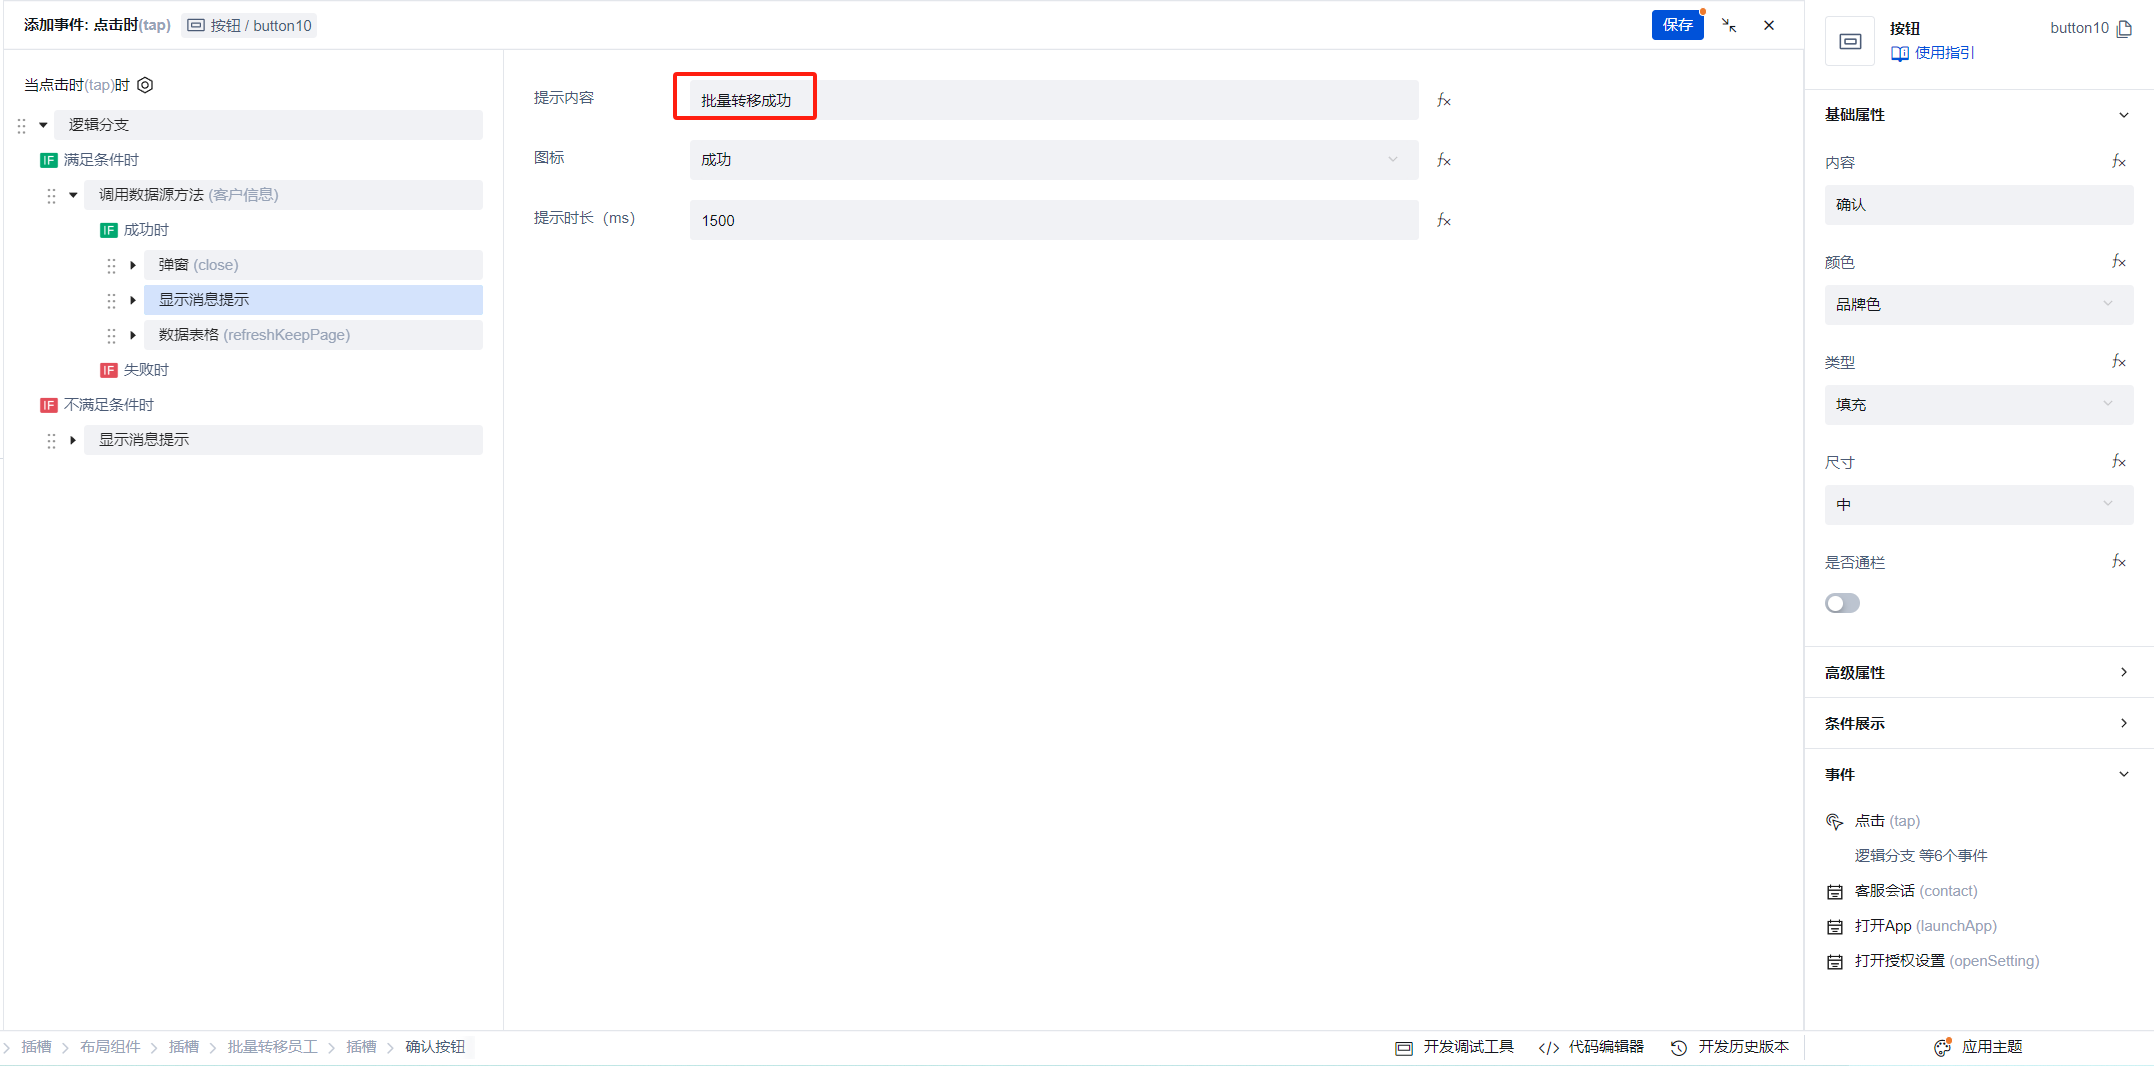 添加事件: 点击时(tap) 按钮 / button10
保存
当点击时(tap)时
逻辑分支
IF 满足条件时
调用数据源方法 (客户信息)
IF 成功时
弹窗 (close)
显示消息提示
数据表格 (refreshKeepPage)
IF 失败时
IF 不满足条件时
显示消息提示
提示内容
批量转移成功
fx
图标
成功
fx
提示时长（ms）
1500
fx
按钮
button10
使用指引
基础属性
内容
fx
确认
颜色
fx
品牌色
类型
fx
填充
尺寸
fx
中
是否通栏
fx
高级属性
条件展示
事件
点击 (tap)
逻辑分支 等6个事件
客服会话 (contact)
打开App (launchApp)
打开授权设置 (openSetting)
插槽 布局组件 插槽 批量转移员工 插槽 确认按钮
开发调试工具 代码编辑器 开发历史版本 应用主题